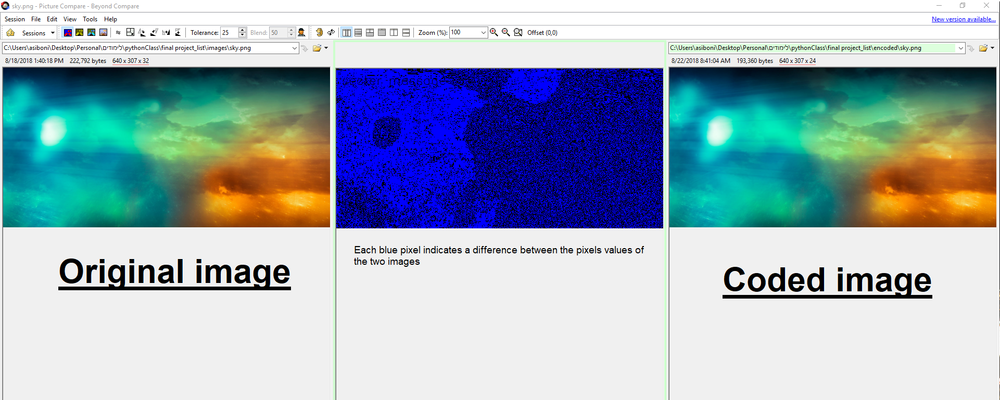 sky.png - Picture Compare - Beyond Compare
Session File Edit View Tools Help
New version available...
Sessions Tolerance: 25 Blend: 50 Zoom (%): 100 Offset (0,0)
C:\Users\asiboni\Desktop\Personal\לימודים\pythonClass\final project_list\images\sky.png
8/18/2018 1:40:18 PM 222,792 bytes 640 x 307 x 32
C:\Users\asiboni\Desktop\Personal\לימודים\pythonClass\final project_list\encoded\sky.png
8/22/2018 8:41:04 AM 193,360 bytes 640 x 307 x 24
Each blue pixel indicates a difference between the pixels values of
the two images
Original image
Coded image